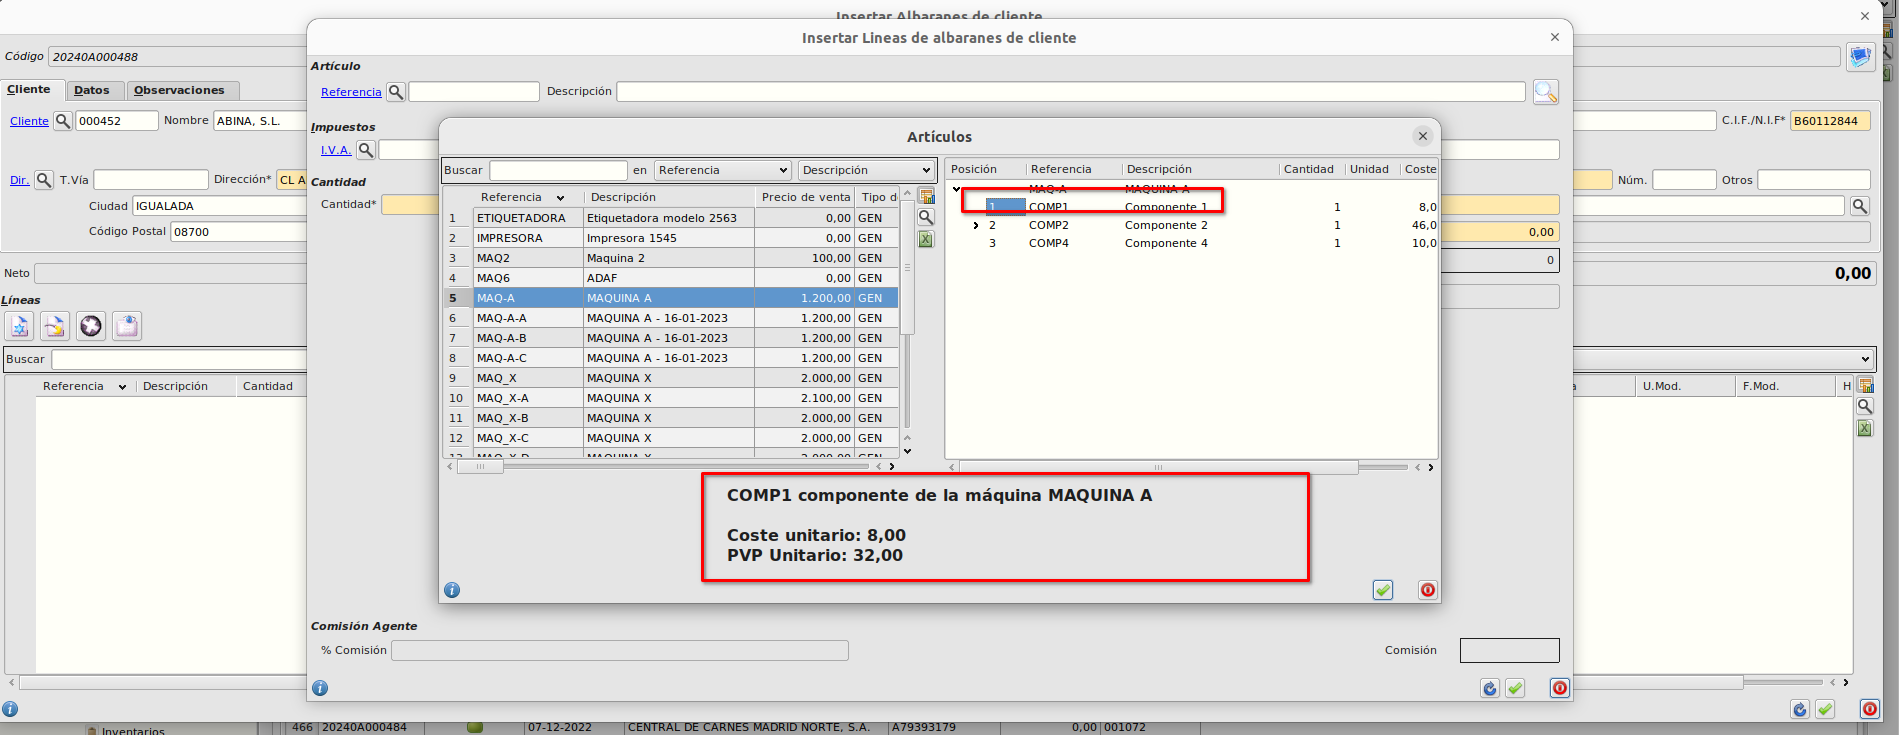 Insertar Albaranes de cliente
Insertar Lineas de albaranes de cliente
Código 20240A000488
Cliente Datos Observaciones
Cliente 000452 Nombre ABINA, S.L.
C.I.F./N.I.F* B60112844
Dir. T.Vía Dirección* CL A
Núm. Otros
Ciudad IGUALADA
Código Postal 08700
Neto
0,00
Líneas
Buscar
Referencia Descripción Cantidad
U.Mod. F.Mod. H
Artículo
Referencia Descripción
Impuestos
I.V.A.
Cantidad
Cantidad*
0,00
0
Artículos
Buscar en Referencia Descripción
Referencia Descripción Precio de venta Tipo d
1 ETIQUETADORA Etiquetadora modelo 2563 0,00 GEN
2 IMPRESORA Impresora 1545 0,00 GEN
3 MAQ2 Maquina 2 100,00 GEN
4 MAQ6 ADAF 0,00 GEN
5 MAQ-A MAQUINA A 1.200,00 GEN
6 MAQ-A-A MAQUINA A - 16-01-2023 1.200,00 GEN
7 MAQ-A-B MAQUINA A - 16-01-2023 1.200,00 GEN
8 MAQ-A-C MAQUINA A - 16-01-2023 1.200,00 GEN
9 MAQ_X MAQUINA X 2.000,00 GEN
10 MAQ_X-A MAQUINA X 2.100,00 GEN
11 MAQ_X-B MAQUINA X 2.000,00 GEN
12 MAQ_X-C MAQUINA X 2.000,00 GEN
13 MAQ_X-D MAQUINA X 2.000,00 GEN
Posición Referencia Descripción Cantidad Unidad Coste
MAQ-A MAQUINA A
1 COMP1 Componente 1 1 8,0
2 COMP2 Componente 2 1 46,0
3 COMP4 Componente 4 1 10,0
COMP1 componente de la máquina MAQUINA A
Coste unitario: 8,00
PVP Unitario: 32,00
Comisión Agente
% Comisión
Comisión
Inventarios
466 20240A000484 07-12-2022 CENTRAL DE CARNES MADRID NORTE, S.A. A79393179 0,00 001072